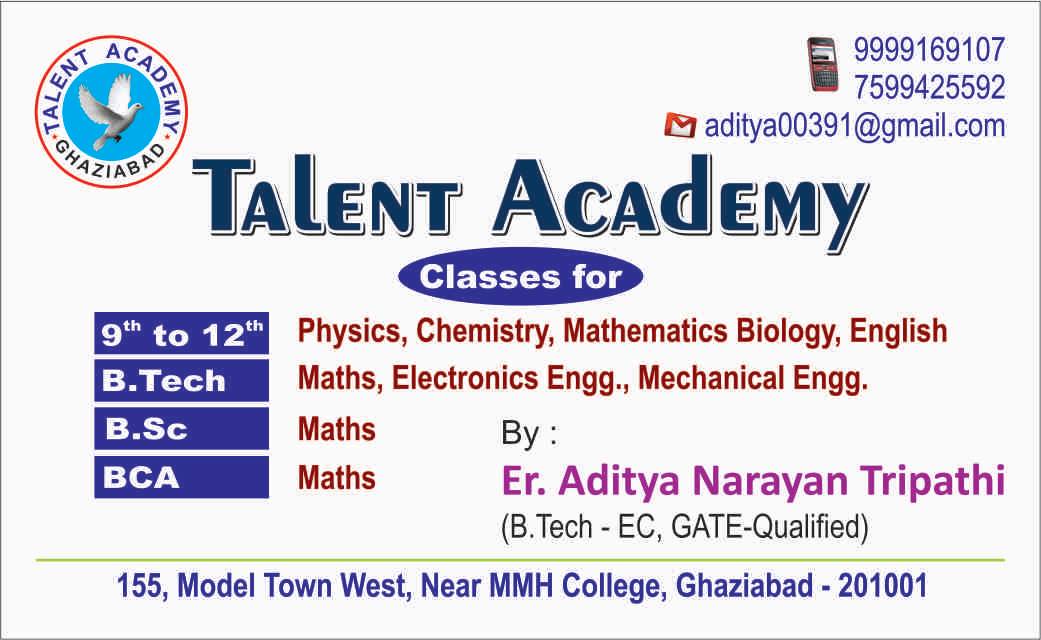 TALENT ACADEMY
GHAZIABAD
9999169107
7599425592
aditya00391@gmail.com
TALENT ACADEMY
Classes for
9th to 12th Physics, Chemistry, Mathematics Biology, English
B.Tech Maths, Electronics Engg., Mechanical Engg.
B.Sc Maths
BCA Maths
By :
Er. Aditya Narayan Tripathi
(B.Tech - EC, GATE-Qualified)
155, Model Town West, Near MMH College, Ghaziabad - 201001